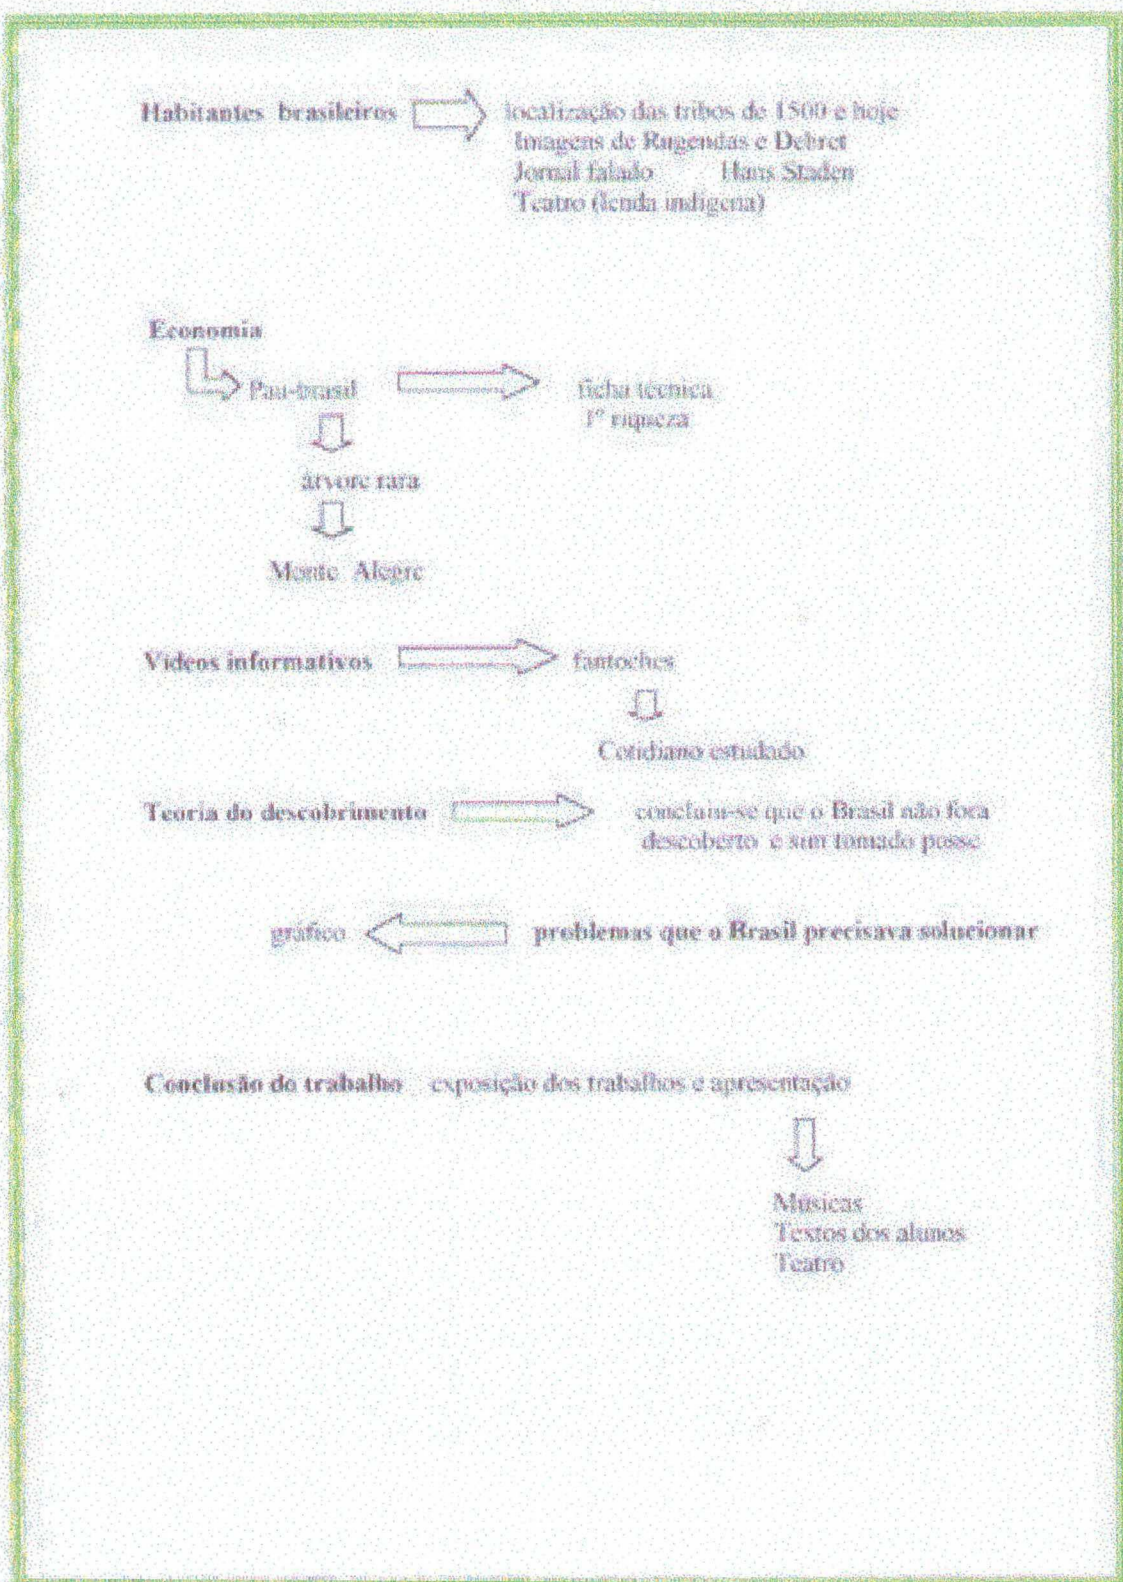 Habitantes brasileiros localização das tribos de 1500 e hoje
Imagens de Rugendas e Debret
Jornal falado Hans Staden
Teatro (lenda indígena)
Economia
Pau-brasil ficha técnica
1º riqueza
árvore rara
Monte Alegre
Vídeos informativos fantoches
Cotidiano estudado
Teoria do descobrimento concluiu-se que o Brasil não fora
descoberto e sim tomado posse
gráfico problemas que o Brasil precisava solucionar
Conclusão do trabalho exposição dos trabalhos e apresentação
Músicas
Textos dos alunos
Teatro